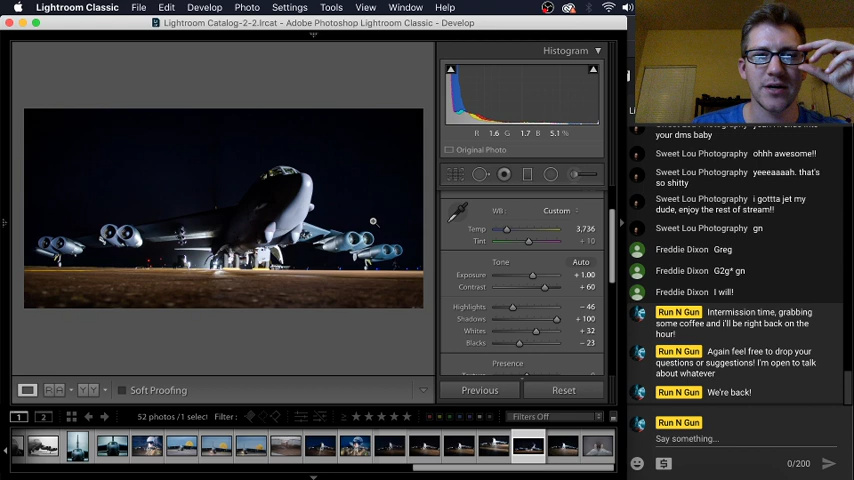 Lightroom Classic File Edit Develop Photo Settings Tools View Window Help
Lightroom Catalog-2-2.lrcat - Adobe Photoshop Lightroom Classic - Develop
Histogram
R 1.6 G 1.7 B 5.1 %
Original Photo
WB: Custom
Temp 3,736
Tint + 10
Tone Auto
Exposure + 1.00
Contrast + 60
Highlights − 46
Shadows + 100
Whites + 32
Blacks − 23
Presence
Previous Reset
Soft Proofing
1 2 52 photos / 1 select Filter : Filters Off
your dms baby
Sweet Lou Photography ohhh awesome!!
Sweet Lou Photography yeeeaaaah. that's
so shitty
Sweet Lou Photography i gottta jet my
dude, enjoy the rest of stream!!
Sweet Lou Photography gn
Freddie Dixon Greg
Freddie Dixon G2g* gn
Freddie Dixon I will!
Run N Gun Intermission time, grabbing
some coffee and i'll be right back on the
hour!
Run N Gun Again feel free to drop your
questions or suggestions! I'm open to talk
about whatever
Run N Gun We're back!
Run N Gun
Say something...
0/200